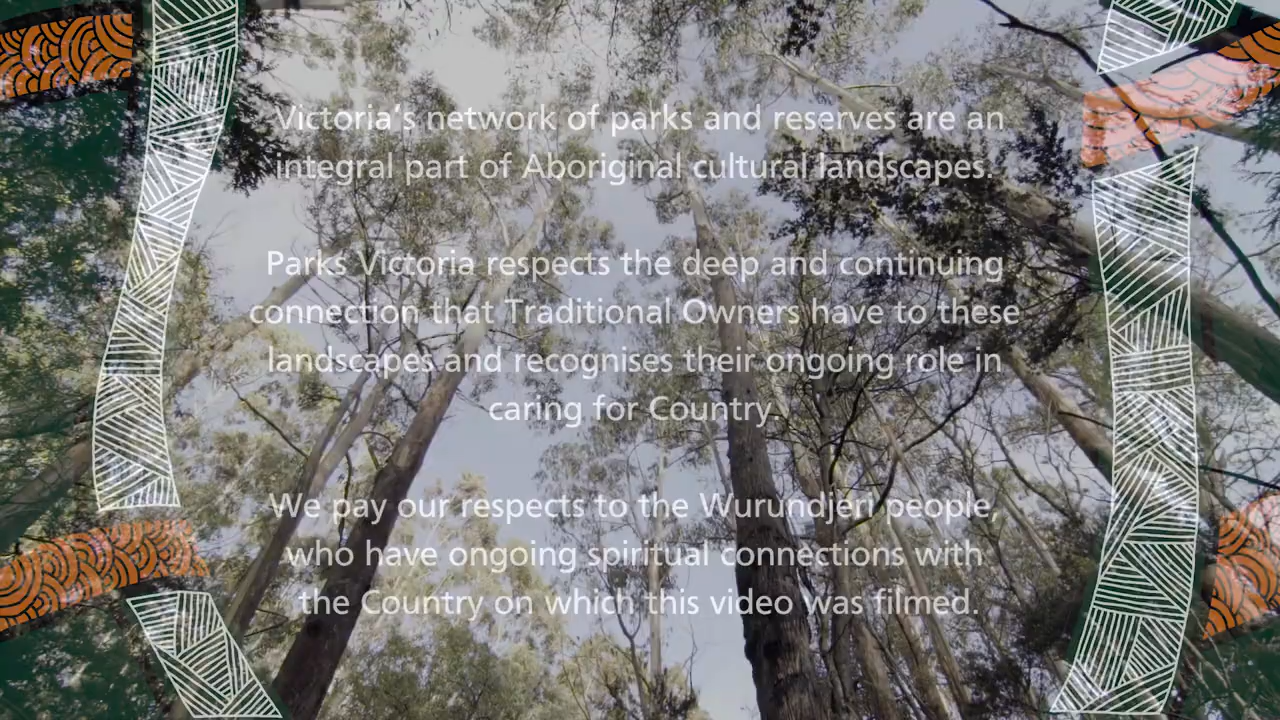 Victoria‘s network of parks and reserves are an
integral part of Aboriginal cultural landscapes.
Parks Victoria respects the deep and continuing
connection that Traditional Owners have to these
landscapes and recognises their ongoing role in
caring for Country.
We pay our respects to the Wurundjeri people,
who have ongoing spiritual connections with
the Country on which this video was filmed.